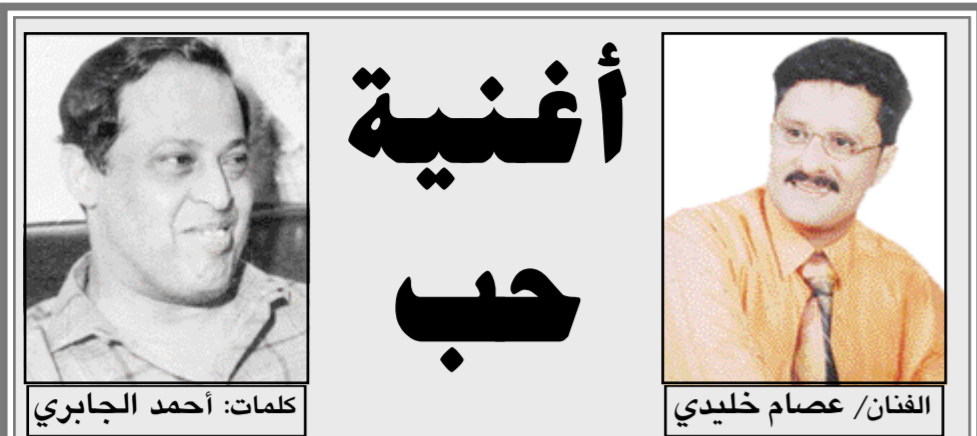 أغنية
حب
الفنان/ عصام خليدي
كلمات: أحمد الجابري